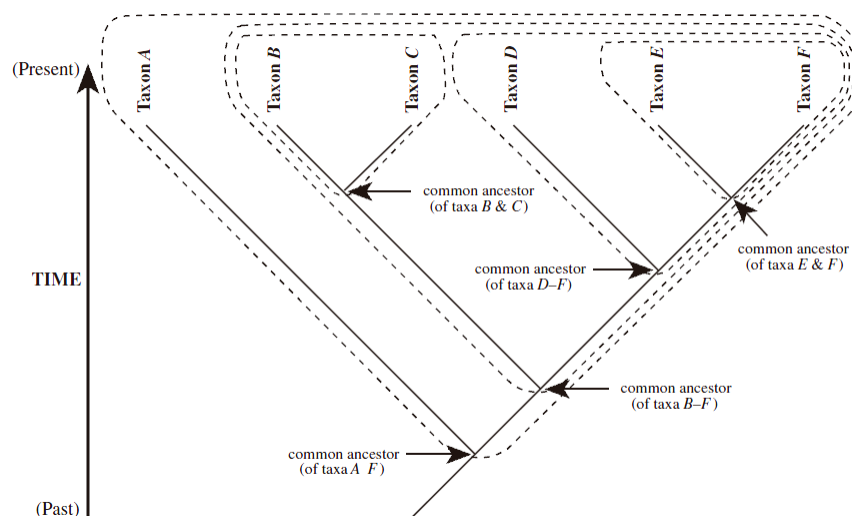 (Present)
Taxon A
Taxon B
Taxon C
Taxon D
Taxon E
Taxon F
common ancestor
(of taxa B & C)
common ancestor
(of taxa E & F)
common ancestor
(of taxa D–F)
TIME
common ancestor
(of taxa B–F)
common ancestor
(of taxa A F)
(Past)